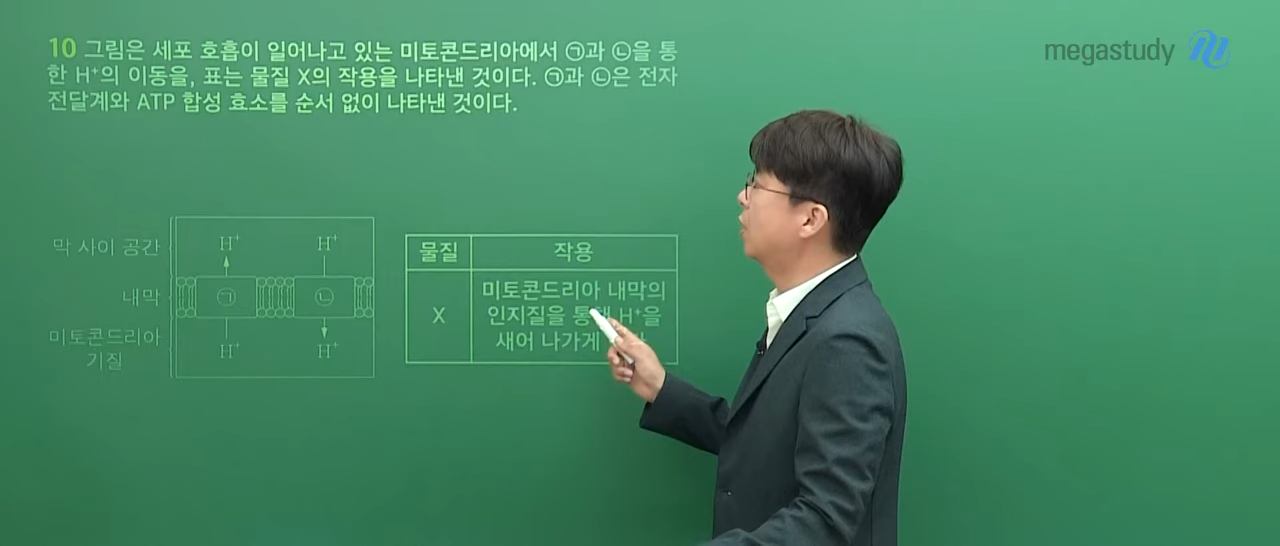 10 그림은 세포 호흡이 일어나고 있는 미토콘드리아에서 ㉠과 ㉡을 통
한 H⁺의 이동을, 표는 물질 X의 작용을 나타낸 것이다. ㉠과 ㉡은 전자
전달계와 ATP 합성 효소를 순서 없이 나타낸 것이다.
megastudy
막 사이 공간
H⁺ H⁺
내막
㉠ ㉡
미토콘드리아
기질
H⁺ H⁺
물질 작용
X
미토콘드리아 내막의
인지질을 통해 H⁺을
새어 나가게